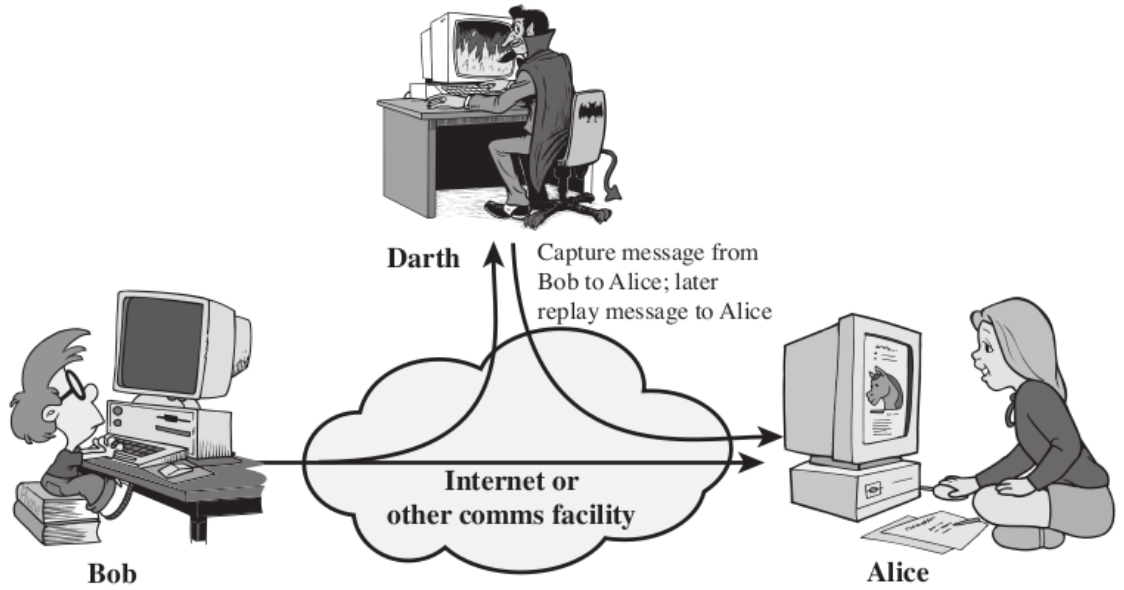 Darth
Capture message from
Bob to Alice; later
replay message to Alice
Internet or
other comms facility
Bob
Alice